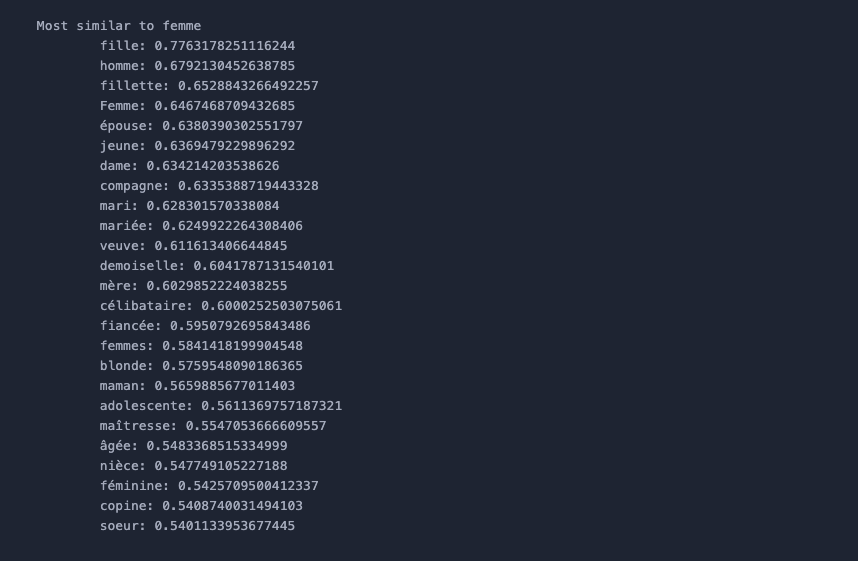 Most similar to femme
fille: 0.7763178251116244
homme: 0.6792130452638785
fillette: 0.6528843266492257
Femme: 0.6467468709432685
épouse: 0.6380390302551797
jeune: 0.6369479229896292
dame: 0.634214203538626
compagne: 0.6335388719443328
mari: 0.628301570338084
mariée: 0.6249922264308406
veuve: 0.611613406644845
demoiselle: 0.6041787131540101
mère: 0.6029852224038255
célibataire: 0.6000252503075061
fiancée: 0.5950792695843486
femmes: 0.5841418199904548
blonde: 0.5759548090186365
maman: 0.5659885677011403
adolescente: 0.5611369757187321
maîtresse: 0.5547053666609557
âgée: 0.5483368515334999
nièce: 0.547749105227188
féminine: 0.5425709500412337
copine: 0.5408740031494103
soeur: 0.5401133953677445